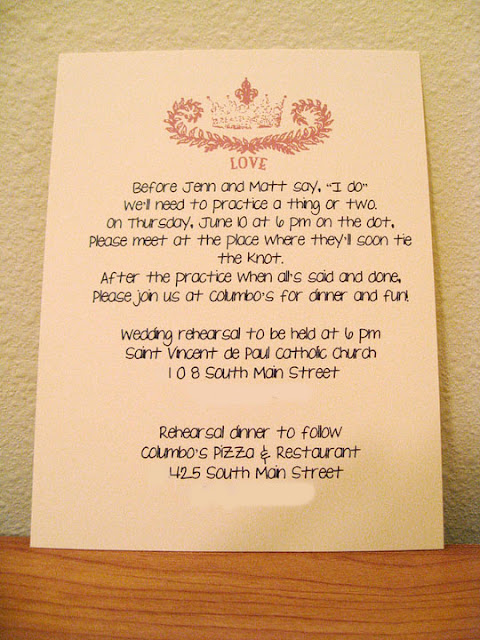 LOVE
Before Jenn and Matt say, "I do"
We'll need to practice a thing or two.
On Thursday, June 10 at 6 pm on the dot,
Please meet at the place where they'll soon tie
the knot.
After the practice when all's said and done,
Please join us at Columbo's for dinner and fun!
Wedding rehearsal to be held at 6 pm
Saint Vincent de Paul Catholic Church
108 South Main Street
Rehearsal dinner to follow
Columbo's Pizza & Restaurant
425 South Main Street